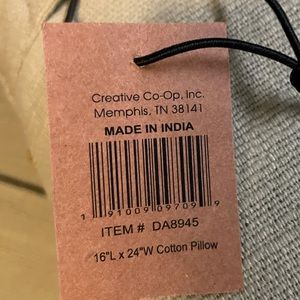 Creative Co-Op, Inc.
Memphis, TN 38141
MADE IN INDIA
1 91009 09709 9
ITEM # DA8945
16"L x 24"W Cotton Pillow